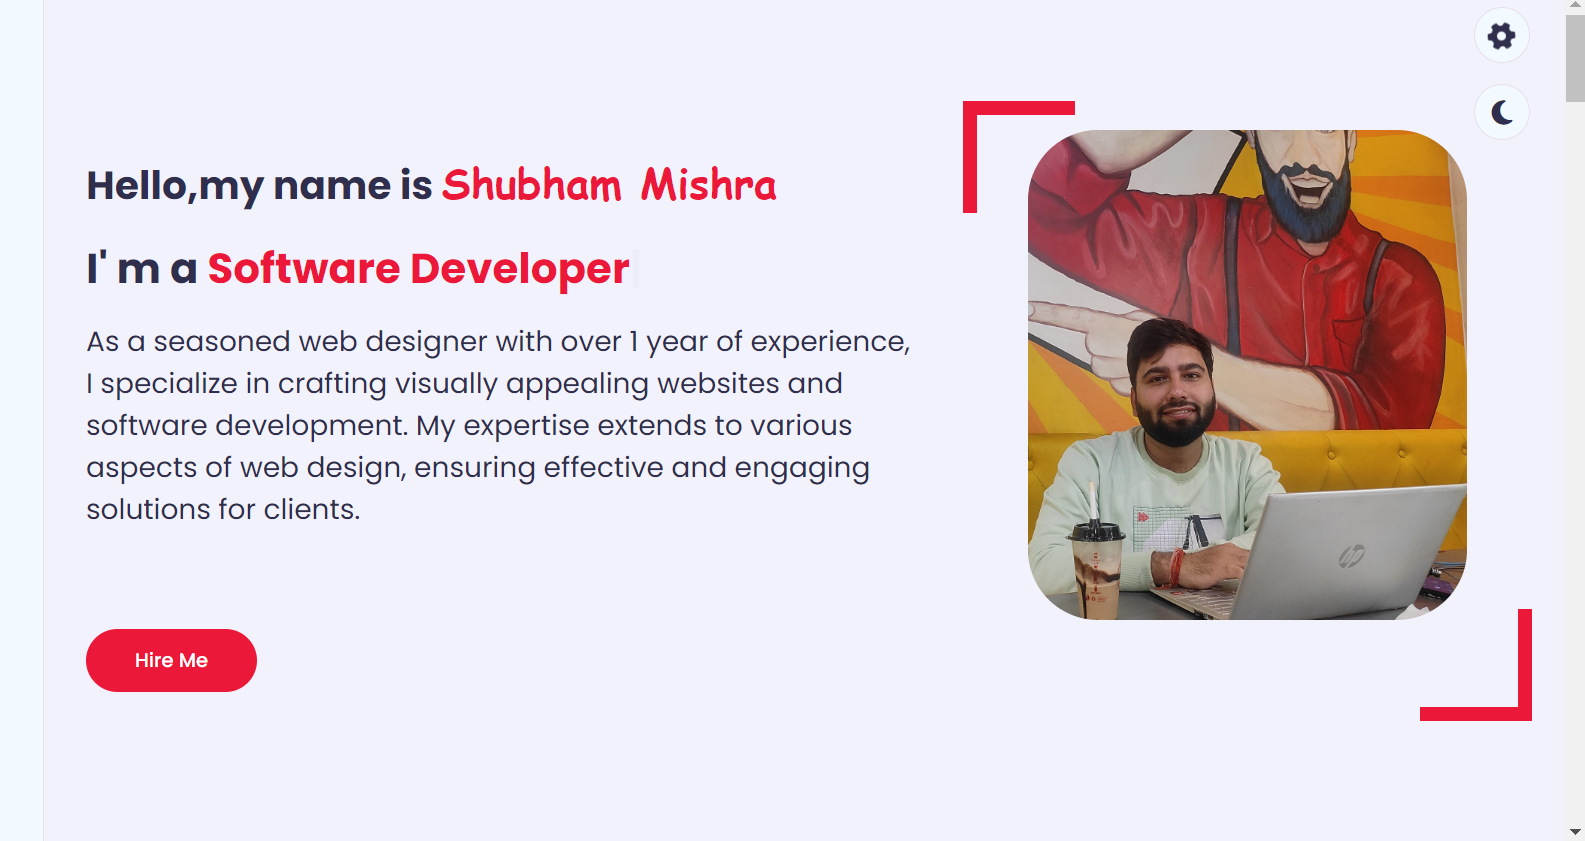 Hello,my name is Shubham Mishra
I' m a Software Developer
As a seasoned web designer with over 1 year of experience,
I specialize in crafting visually appealing websites and
software development. My expertise extends to various
aspects of web design, ensuring effective and engaging
solutions for clients.
Hire Me
hp